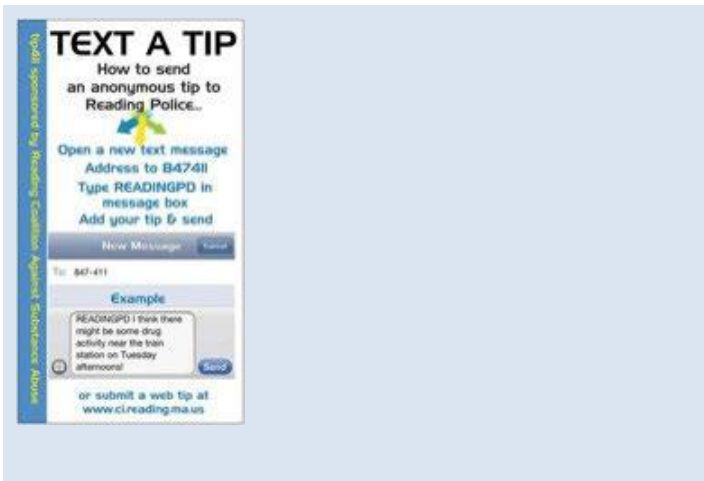 TEXT A TIP
How to send
an anonymous tip to
Reading Police...
Open a new text message
Address to 847411
Type READINGPD in
message box
Add your tip & send
New Message Cancel
To: 847-411
Example
READINGPD I think there
might be some drug
activity near the train
station on Tuesday
afternoons!
Send
or submit a web tip at
www.ci.reading.ma.us
tip411 sponsored by Reading Coalition Against Substance Abuse